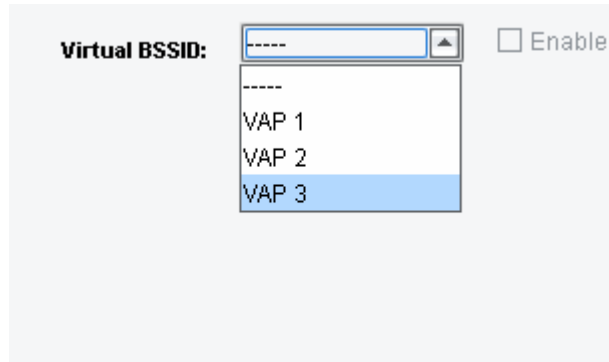 Virtual BSSID: ----- Enable
-----
VAP 1
VAP 2
VAP 3